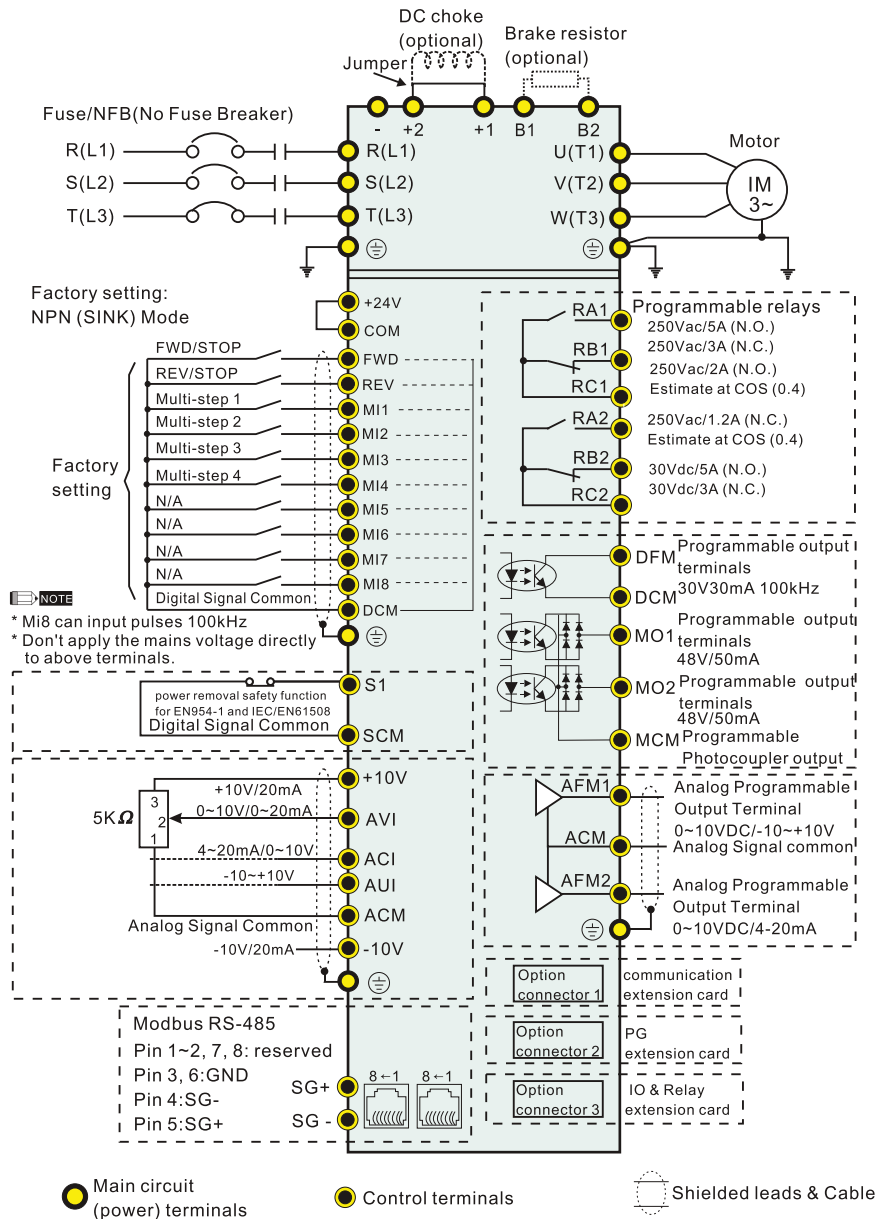 DC choke
(optional)
Jumper
Brake resistor
(optional)
Fuse/NFB(No Fuse Breaker)
- +2 +1 B1 B2
Motor
R(L1) R(L1) U(T1)
S(L2) S(L2) V(T2)
IM
3~
T(L3) T(L3) W(T3)
Factory setting:
NPN (SINK) Mode
+24V
COM
FWD/STOP FWD
REV/STOP REV
Multi-step 1 MI1
Multi-step 2 MI2
Multi-step 3 MI3
Multi-step 4 MI4
N/A MI5
N/A MI6
N/A MI7
N/A MI8
Digital Signal Common DCM
Factory
setting
NOTE
* Mi8 can input pulses 100kHz
* Don't apply the mains voltage directly
to above terminals.
RA1 Programmable relays
250Vac/5A (N.O.)
250Vac/3A (N.C.)
RB1 250Vac/2A (N.O.)
RC1 Estimate at COS (0.4)
RA2 250Vac/1.2A (N.C.)
Estimate at COS (0.4)
RB2 30Vdc/5A (N.O.)
30Vdc/3A (N.C.)
RC2
DFM Programmable output
terminals
DCM 30V30mA 100kHz
MO1 Programmable output
terminals
48V/50mA
MO2 Programmable output
terminals
48V/50mA
MCM Programmable
Photocoupler output
S1
power removal safety function
for EN954-1 and IEC/EN61508
Digital Signal Common
SCM
+10V
+10V/20mA
3
5KΩ 2 0~10V/0~20mA AVI
1
4~20mA/0~10V ACI
-10~+10V AUI
ACM
Analog Signal Common
-10V/20mA -10V
AFM1 Analog Programmable
Output Terminal
0~10VDC/-10~+10V
ACM Analog Signal common
AFM2 Analog Programmable
Output Terminal
0~10VDC/4-20mA
Option
connector 1
communication
extension card
Option
connector 2
PG
extension card
Option
connector 3
IO & Relay
extension card
Modbus RS-485
Pin 1~2, 7, 8: reserved
Pin 3, 6:GND
Pin 4:SG-
Pin 5:SG+
SG+
SG -
8←1 8←1
Main circuit
(power) terminals
Control terminals
Shielded leads & Cable